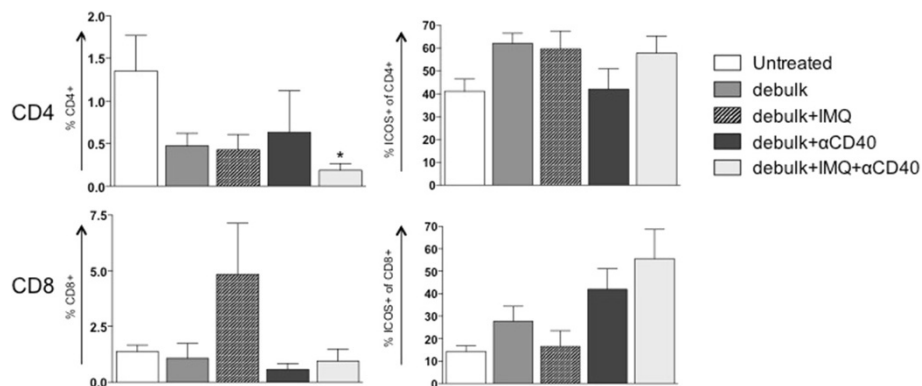 CD4
% CD4+
2.0
1.5
1.0
0.5
0.0
*
% ICOS+ of CD4+
70
60
50
40
30
20
10
0
Untreated
debulk
debulk+IMQ
debulk+αCD40
debulk+IMQ+αCD40
CD8
% CD8+
7.5
5.0
2.5
0.0
% ICOS+ of CD8+
70
60
50
40
30
20
10
0